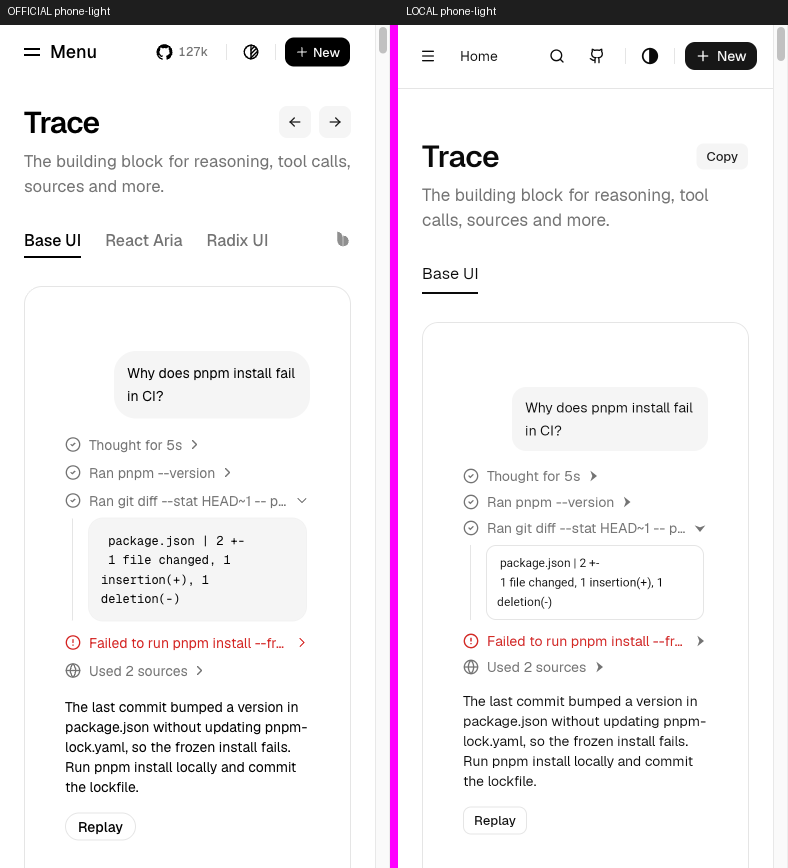 OFFICIAL phone-light
Menu
127k
New
Trace
The building block for reasoning, tool calls,
sources and more.
Base UI
React Aria
Radix UI
Why does pnpm install fail
in CI?
Thought for 5s
Ran pnpm --version
Ran git diff --stat HEAD~1 -- p...
package.json | 2 +-
1 file changed, 1
insertion(+), 1
deletion(-)
Failed to run pnpm install --fr...
Used 2 sources
The last commit bumped a version in
package.json without updating pnpm-
lock.yaml, so the frozen install fails.
Run pnpm install locally and commit
the lockfile.
Replay
LOCAL phone-light
Home
New
Trace
Copy
The building block for reasoning, tool
calls, sources and more.
Base UI
Why does pnpm install fail
in CI?
Thought for 5s
Ran pnpm --version
Ran git diff --stat HEAD~1 -- p...
package.json | 2 +-
1 file changed, 1 insertion(+), 1
deletion(-)
Failed to run pnpm install --fr...
Used 2 sources
The last commit bumped a version in
package.json without updating pnpm-
lock.yaml, so the frozen install fails.
Run pnpm install locally and commit
the lockfile.
Replay